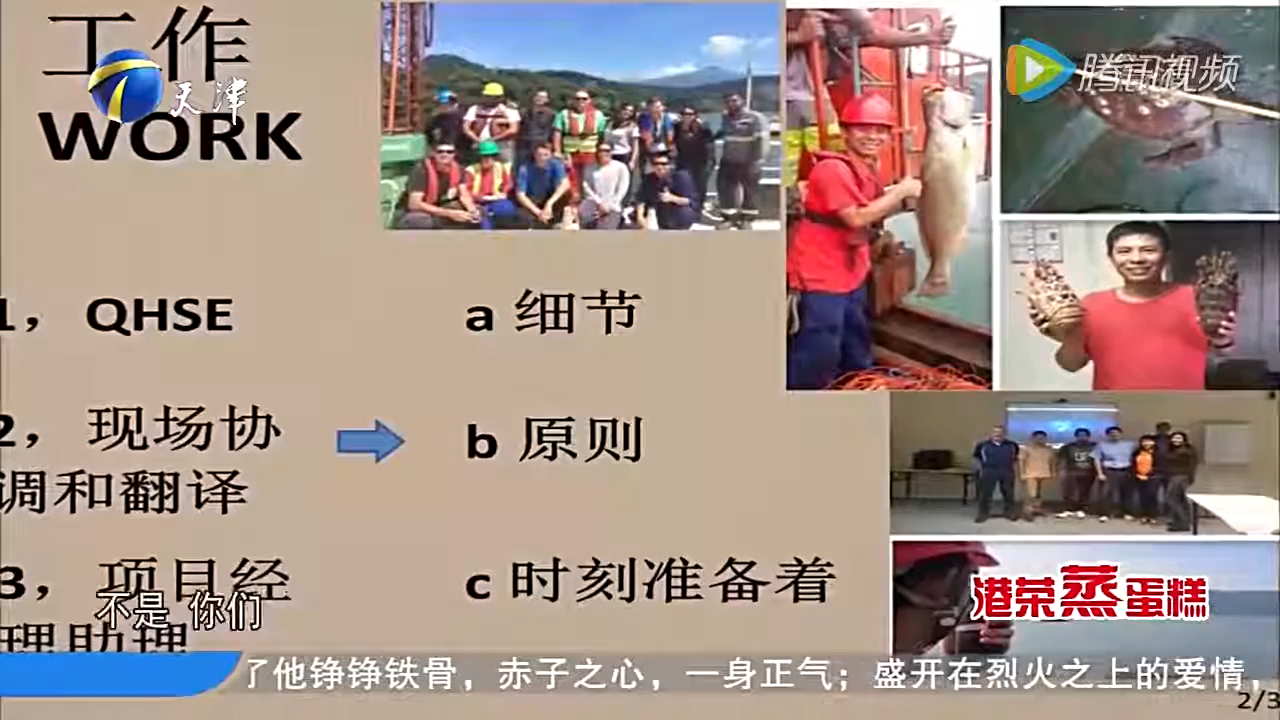 工作
天津
WORK
腾讯视频
1，QHSE
a 细节
2，现场协
调和翻译
b 原则
3，项目经
理助理
c 时刻准备着
不是 你们
港荣蒸蛋糕
了他铮铮铁骨，赤子之心，一身正气；盛开在烈火之上的爱情，
2/3